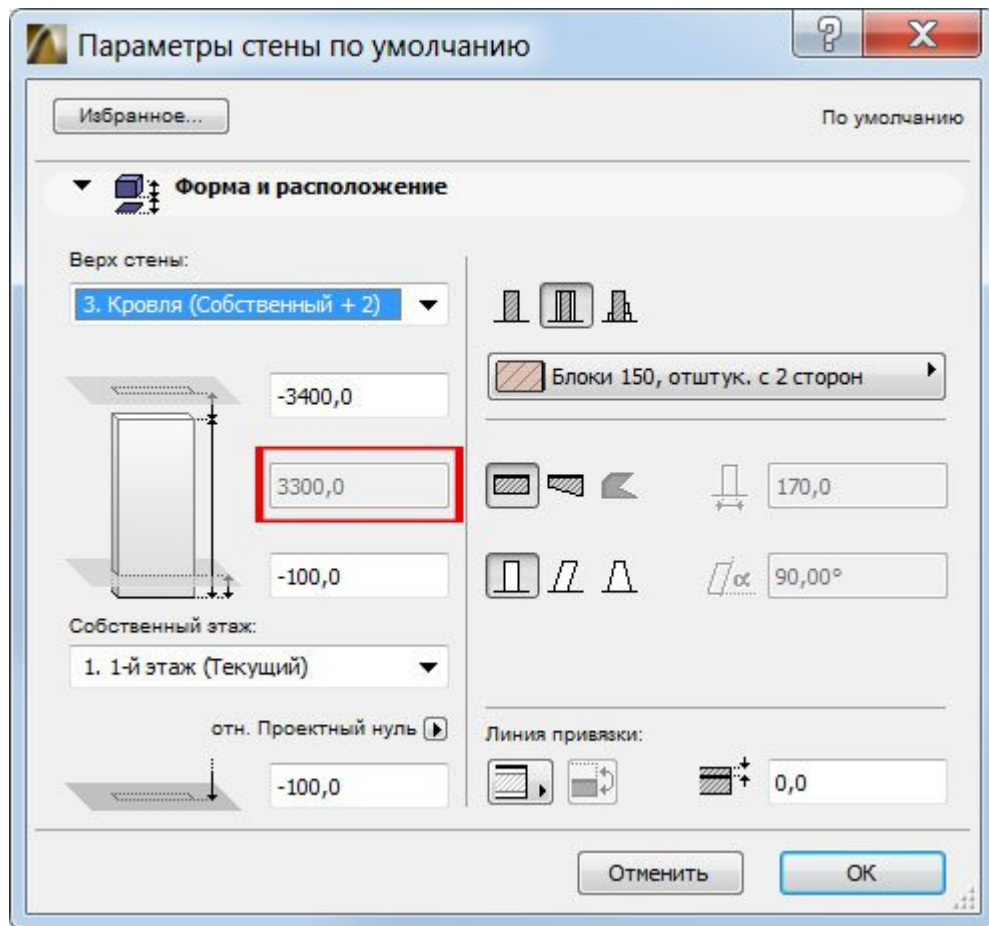 Параметры стены по умолчанию
Избранное...
По умолчанию
Форма и расположение
Верх стены:
3. Кровля (Собственный + 2)
-3400,0
3300,0
-100,0
Собственный этаж:
1. 1-й этаж (Текущий)
отн. Проектный нуль
-100,0
Блоки 150, отштук. с 2 сторон
170,0
α
90,00°
Линия привязки:
0,0
Отменить
OK